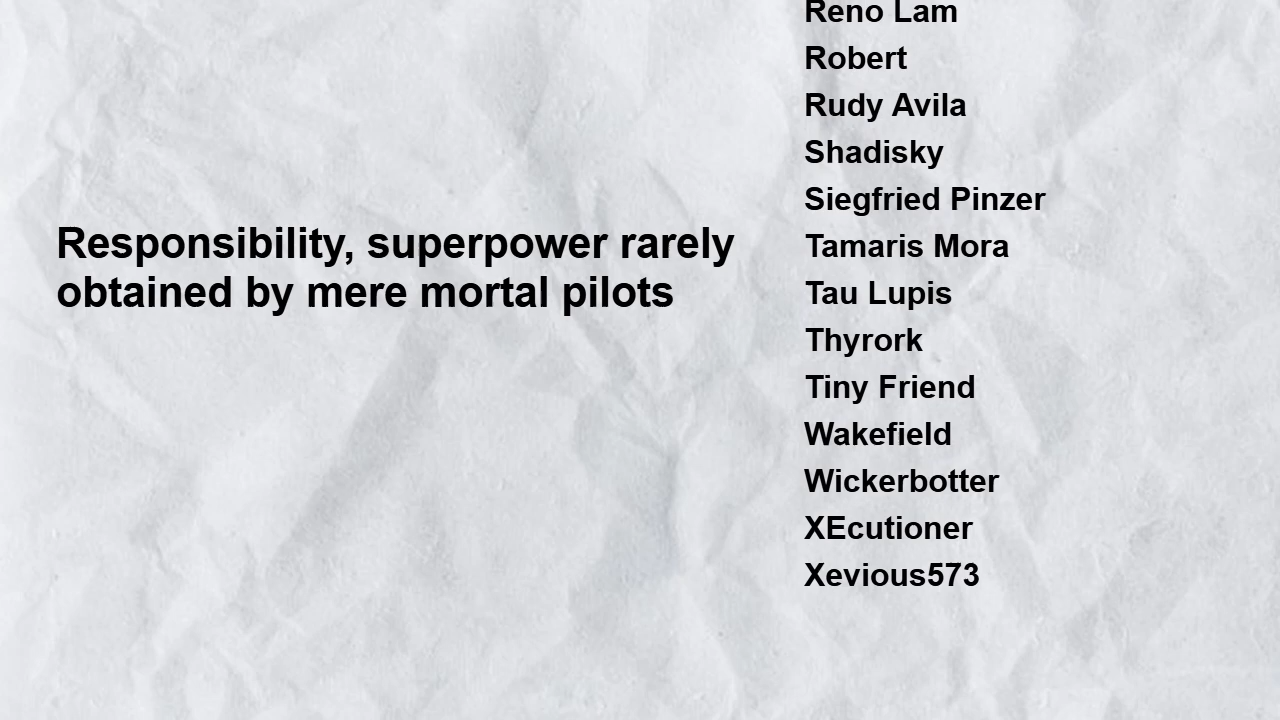 Responsibility, superpower rarely
obtained by mere mortal pilots
Reno Lam
Robert
Rudy Avila
Shadisky
Siegfried Pinzer
Tamaris Mora
Tau Lupis
Thyrork
Tiny Friend
Wakefield
Wickerbotter
XEcutioner
Xevious573